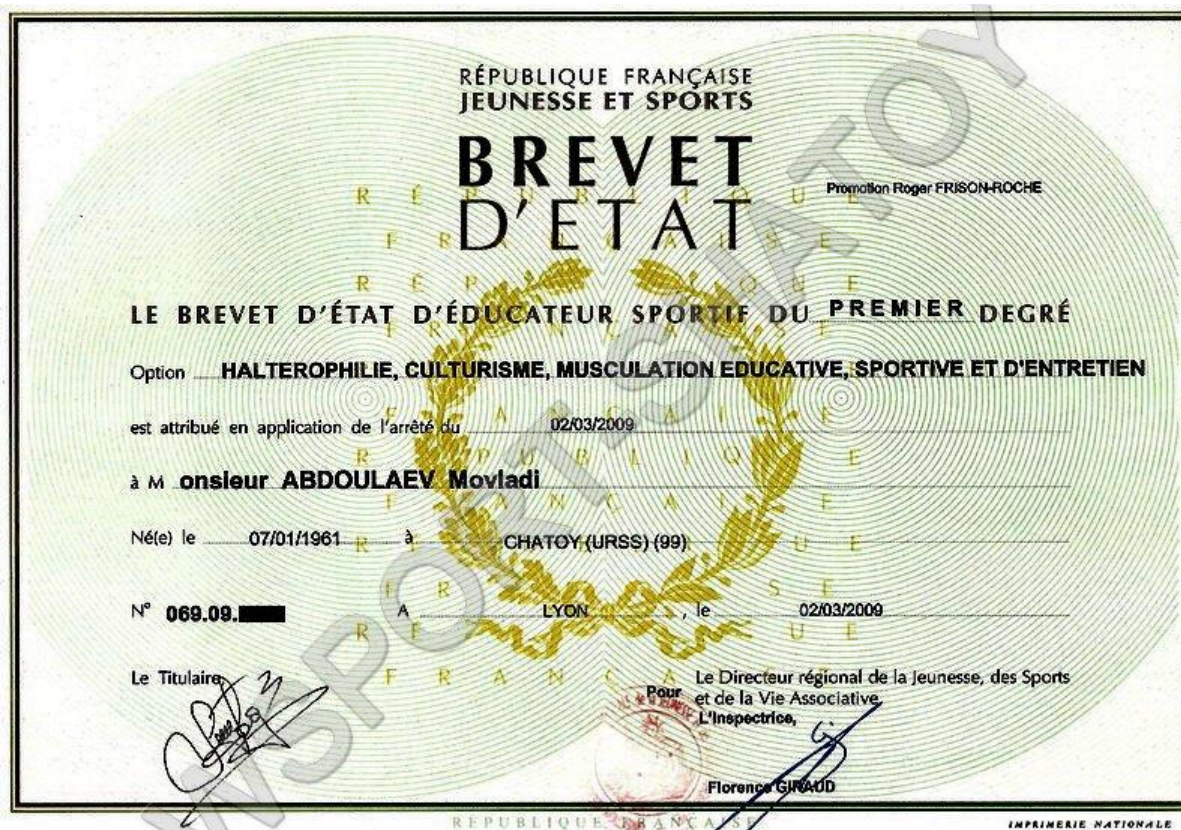 RÉPUBLIQUE FRANÇAISE
JEUNESSE ET SPORTS
BREVET
D'ETAT
Promotion Roger FRISON-ROCHE
LE BREVET D'ÉTAT D'ÉDUCATEUR SPORTIF DU PREMIER DEGRÉ
Option HALTEROPHILIE, CULTURISME, MUSCULATION EDUCATIVE, SPORTIVE ET D'ENTRETIEN
est attribué en application de l'arrêté du 02/03/2009
à M onsieur ABDOULAEV Movladi
Né(e) le 07/01/1961 à CHATOY (URSS) (99)
N° 069.09. A LYON, le 02/03/2009
Le Titulaire,
Pour Le Directeur régional de la Jeunesse, des Sports
et de la Vie Associative
L'Inspectrice,
Florence GIRAUD
RÉPUBLIQUE FRANÇAISE
IMPRIMERIE NATIONALE